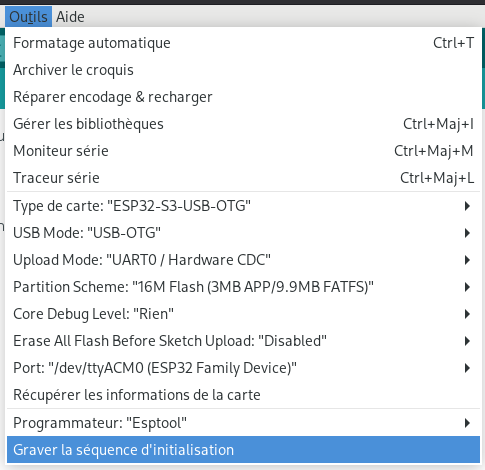 Outils Aide
Formatage automatique Ctrl+T
Archiver le croquis
Réparer encodage & recharger
Gérer les bibliothèques Ctrl+Maj+I
Moniteur série Ctrl+Maj+M
Traceur série Ctrl+Maj+L
Type de carte: "ESP32-S3-USB-OTG"
USB Mode: "USB-OTG"
Upload Mode: "UART0 / Hardware CDC"
Partition Scheme: "16M Flash (3MB APP/9.9MB FATFS)"
Core Debug Level: "Rien"
Erase All Flash Before Sketch Upload: "Disabled"
Port: "/dev/ttyACM0 (ESP32 Family Device)"
Récupérer les informations de la carte
Programmateur: "Esptool"
Graver la séquence d'initialisation